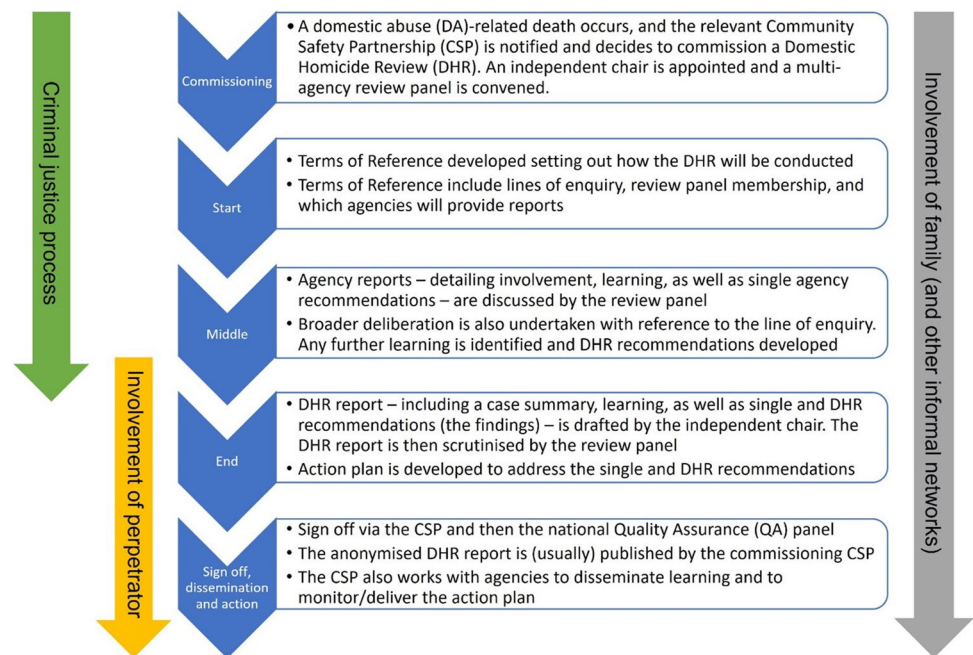 Criminal justice process
Involvement of perpetrator
Commissioning
• A domestic abuse (DA)-related death occurs, and the relevant Community
Safety Partnership (CSP) is notified and decides to commission a Domestic
Homicide Review (DHR). An independent chair is appointed and a multi-
agency review panel is convened.
Start
• Terms of Reference developed setting out how the DHR will be conducted
• Terms of Reference include lines of enquiry, review panel membership, and
which agencies will provide reports
Middle
• Agency reports – detailing involvement, learning, as well as single agency
recommendations – are discussed by the review panel
• Broader deliberation is also undertaken with reference to the line of enquiry.
Any further learning is identified and DHR recommendations developed
End
• DHR report – including a case summary, learning, as well as single and DHR
recommendations (the findings) – is drafted by the independent chair. The
DHR report is then scrutinised by the review panel
• Action plan is developed to address the single and DHR recommendations
Sign off,
dissemination
and action
• Sign off via the CSP and then the national Quality Assurance (QA) panel
• The anonymised DHR report is (usually) published by the commissioning CSP
• The CSP also works with agencies to disseminate learning and to
monitor/deliver the action plan
Involvement of family (and other informal networks)